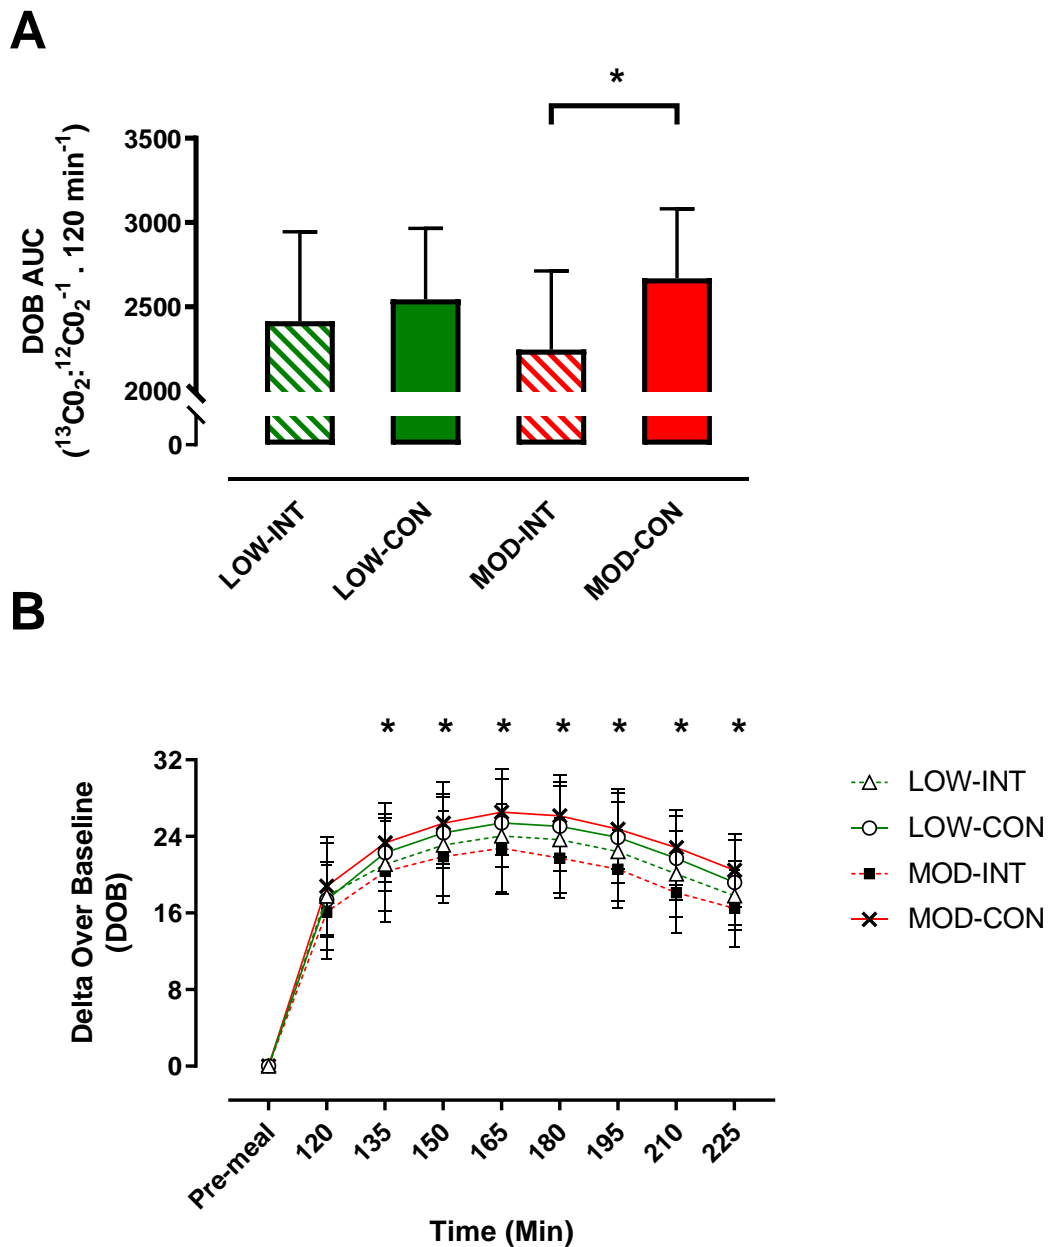 A
*
3500
3000
2500
2000
0
DOB AUC
(¹³C0₂:¹²C0₂⁻¹ . 120 min⁻¹)
LOW-INT
LOW-CON
MOD-INT
MOD-CON
B
* * * * * * *
32
24
16
8
0
Delta Over Baseline
(DOB)
LOW-INT
LOW-CON
MOD-INT
MOD-CON
Pre-meal 120 135 150 165 180 195 210 225
Time (Min)